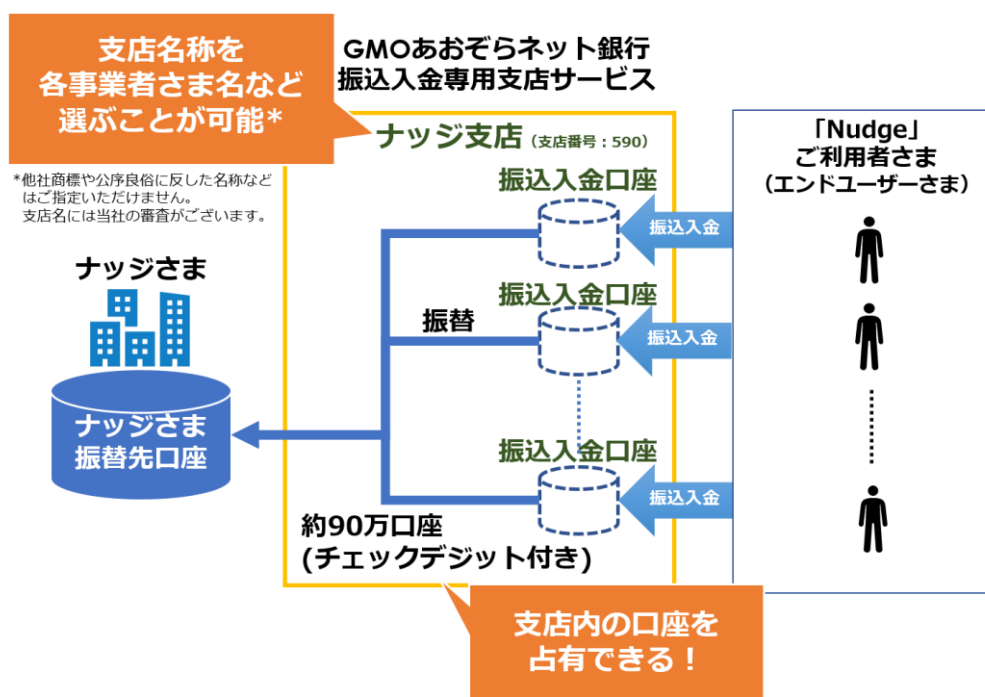 支店名称を
各事業者さま名など
選ぶことが可能*
GMOあおぞらネット銀行
振込入金専用支店サービス
*他社商標や公序良俗に反した名称など
はご指定いただけません。
支店名には当社の審査がございます。
ナッジ支店（支店番号：590）
「Nudge」
ご利用者さま
（エンドユーザーさま）
振込入金口座
振込入金
ナッジさま
振込入金口座
振替
振込入金
ナッジさま
振替先口座
振込入金口座
振込入金
約90万口座
(チェックデジット付き)
支店内の口座を
占有できる！